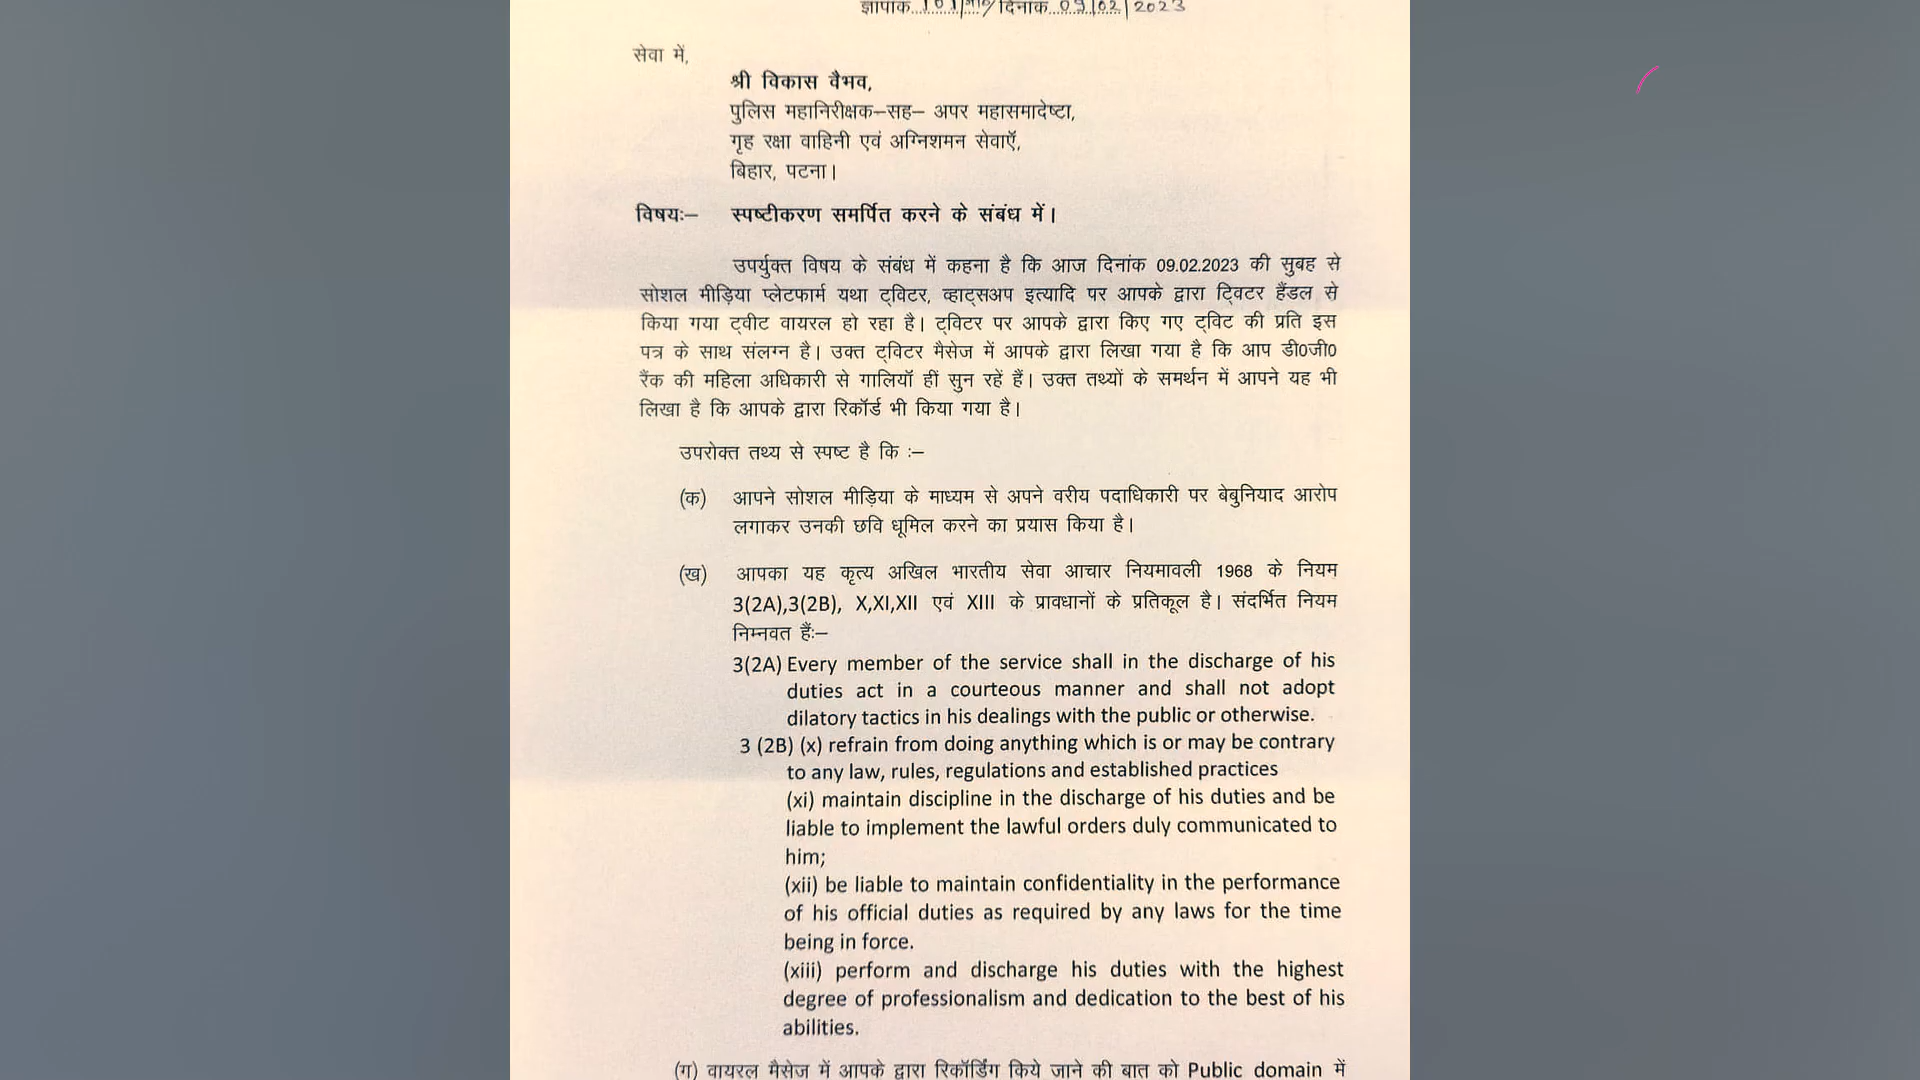 ज्ञापांक दिनांक 09/02/2023
सेवा में,
श्री विकास वैभव,
पुलिस महानिरीक्षक–सह– अपर महासमादेष्टा,
गृह रक्षा वाहिनी एवं अग्निशमन सेवाएँ,
बिहार, पटना।
विषयः– स्पष्टीकरण समर्पित करने के संबंध में।
उपर्युक्त विषय के संबंध में कहना है कि आज दिनांक 09.02.2023 की सुबह से
सोशल मीड़िया प्लेटफार्म यथा ट्विटर, व्हाट्सअप इत्यादि पर आपके द्वारा ट्विटर हैंडल से
किया गया ट्वीट वायरल हो रहा है। ट्विटर पर आपके द्वारा किए गए ट्विट की प्रति इस
पत्र के साथ संलग्न है। उक्त ट्विटर मैसेज में आपके द्वारा लिखा गया है कि आप डी0जी0
रैंक की महिला अधिकारी से गालियॉ हीं सुन रहें हैं। उक्त तथ्यों के समर्थन में आपने यह भी
लिखा है कि आपके द्वारा रिकॉर्ड भी किया गया है।
उपरोक्त तथ्य से स्पष्ट है कि :–
(क) आपने सोशल मीड़िया के माध्यम से अपने वरीय पदाधिकारी पर बेबुनियाद आरोप
लगाकर उनकी छवि धूमिल करने का प्रयास किया है।
(ख) आपका यह कृत्य अखिल भारतीय सेवा आचार नियमावली 1968 के नियम
3(2A),3(2B), X,XI,XII एवं XIII के प्रावधानों के प्रतिकूल है। संदर्भित नियम
निम्नवत हैं:–
3(2A) Every member of the service shall in the discharge of his
duties act in a courteous manner and shall not adopt
dilatory tactics in his dealings with the public or otherwise.
3 (2B) (x) refrain from doing anything which is or may be contrary
to any law, rules, regulations and established practices
(xi) maintain discipline in the discharge of his duties and be
liable to implement the lawful orders duly communicated to
him;
(xii) be liable to maintain confidentiality in the performance
of his official duties as required by any laws for the time
being in force.
(xiii) perform and discharge his duties with the highest
degree of professionalism and dedication to the best of his
abilities.
(ग) वायरल मैसेज में आपके द्वारा रिकॉर्डिंग किये जाने की बात को Public domain में